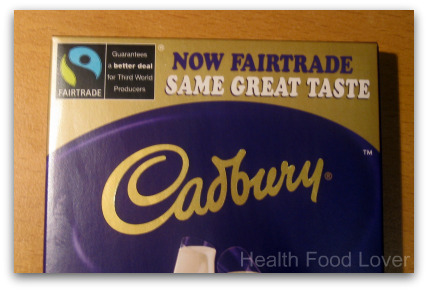 Guarantees
a better deal
for Third World
Producers
FAIRTRADE
®
NOW FAIRTRADE
SAME GREAT TASTE
Cadbury®
™
Health Food Lover